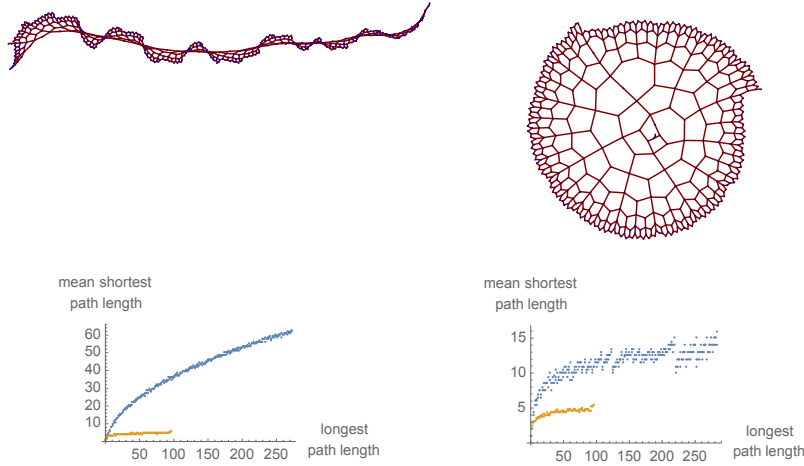 mean shortest
path length
60
50
40
30
20
10
50 100 150 200 250
longest
path length
mean shortest
path length
15
10
5
50 100 150 200 250
longest
path length